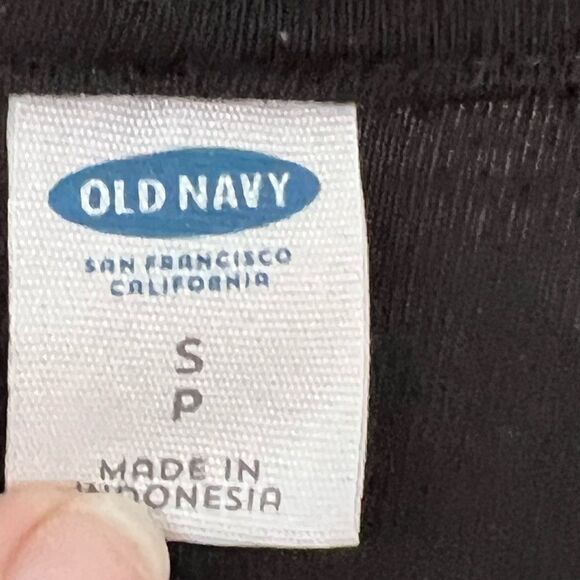 OLD NAVY
SAN FRANCISCO
CALIFORNIA
S
P
MADE IN
INDONESIA